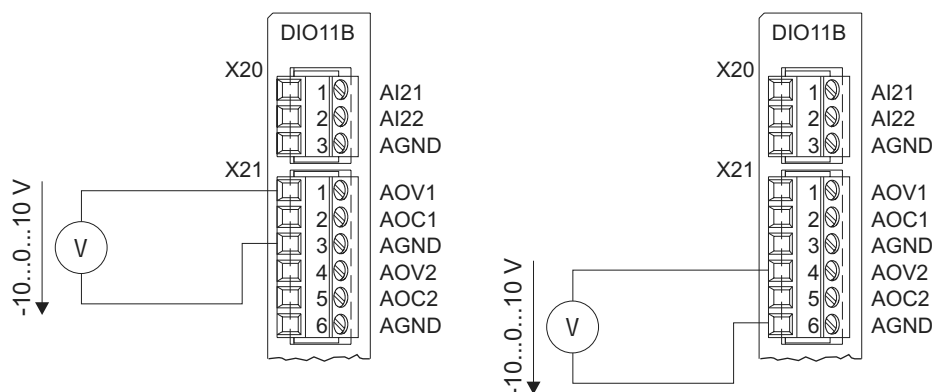 DIO11B
X20
1 AI21
2 AI22
3 AGND
X21
1 AOV1
2 AOC1
3 AGND
4 AOV2
5 AOC2
6 AGND
V
-10...0...10 V
DIO11B
X20
1 AI21
2 AI22
3 AGND
X21
1 AOV1
2 AOC1
3 AGND
4 AOV2
5 AOC2
6 AGND
V
-10...0...10 V